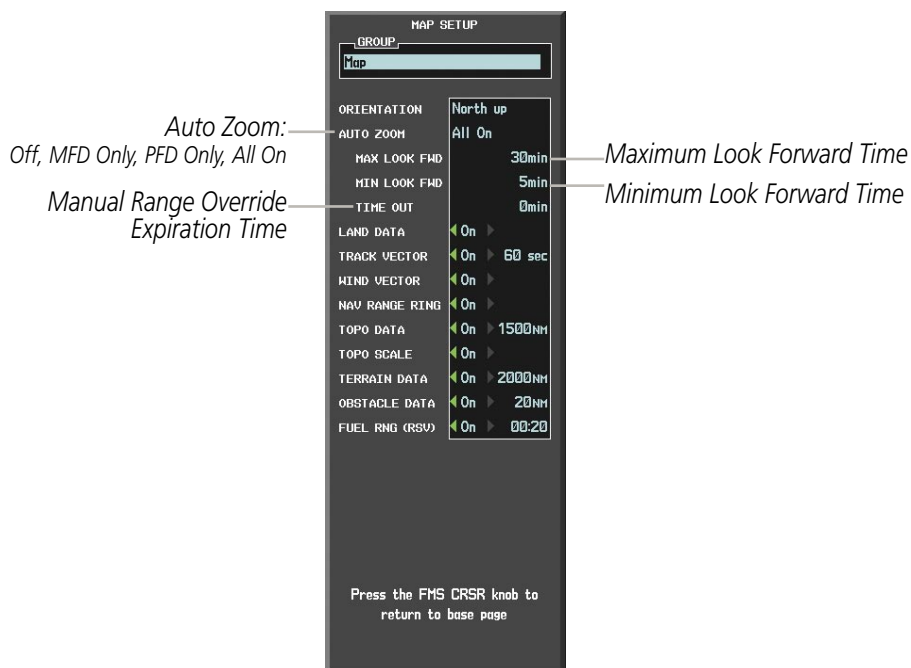 MAP SETUP
GROUP
Map
ORIENTATION North up
Auto Zoom:
Off, MFD Only, PFD Only, All On
AUTO ZOOM All On
MAX LOOK FWD 30min
Maximum Look Forward Time
MIN LOOK FWD 5min
Minimum Look Forward Time
Manual Range Override
Expiration Time
TIME OUT 0min
LAND DATA On
TRACK VECTOR On 60 sec
WIND VECTOR On
NAV RANGE RING On
TOPO DATA On 1500NM
TOPO SCALE On
TERRAIN DATA On 2000NM
OBSTACLE DATA On 20NM
FUEL RNG (RSV) On 00:20
Press the FMS CRSR knob to
return to base page